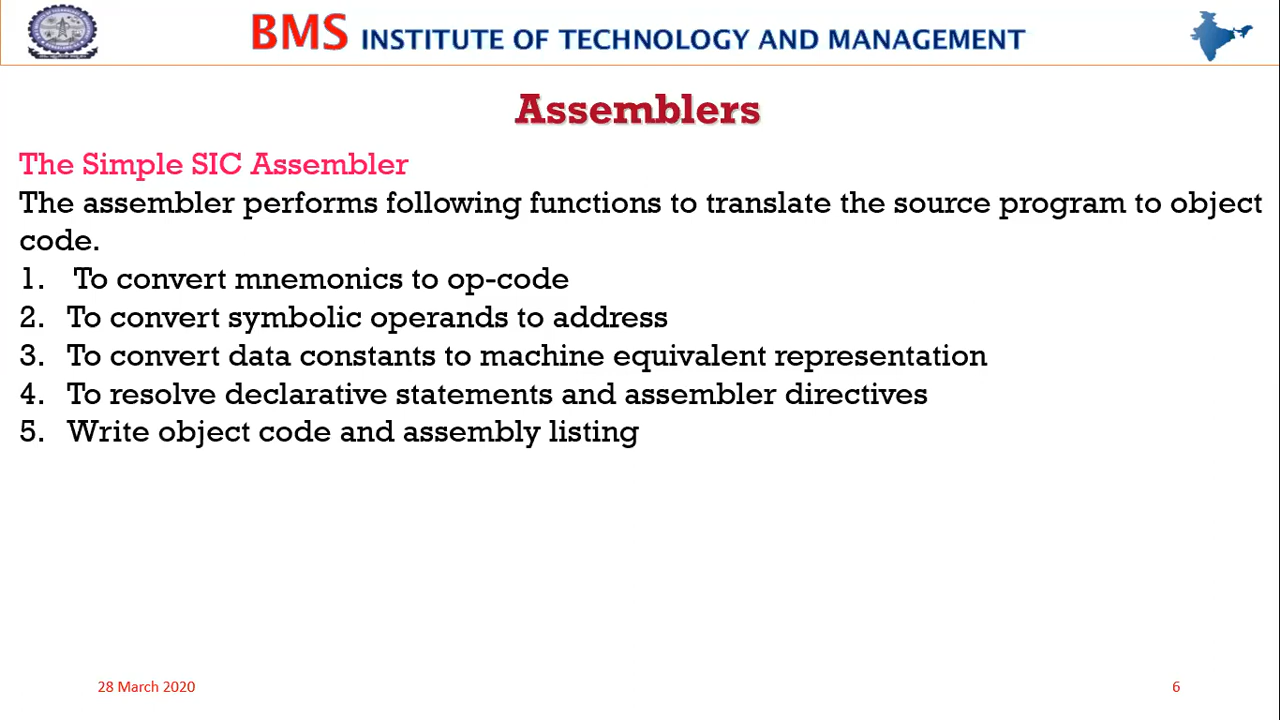 BMS INSTITUTE OF TECHNOLOGY AND MANAGEMENT
Assemblers
The Simple SIC Assembler
The assembler performs following functions to translate the source program to object
code.
1. To convert mnemonics to op-code
2. To convert symbolic operands to address
3. To convert data constants to machine equivalent representation
4. To resolve declarative statements and assembler directives
5. Write object code and assembly listing
28 March 2020
6